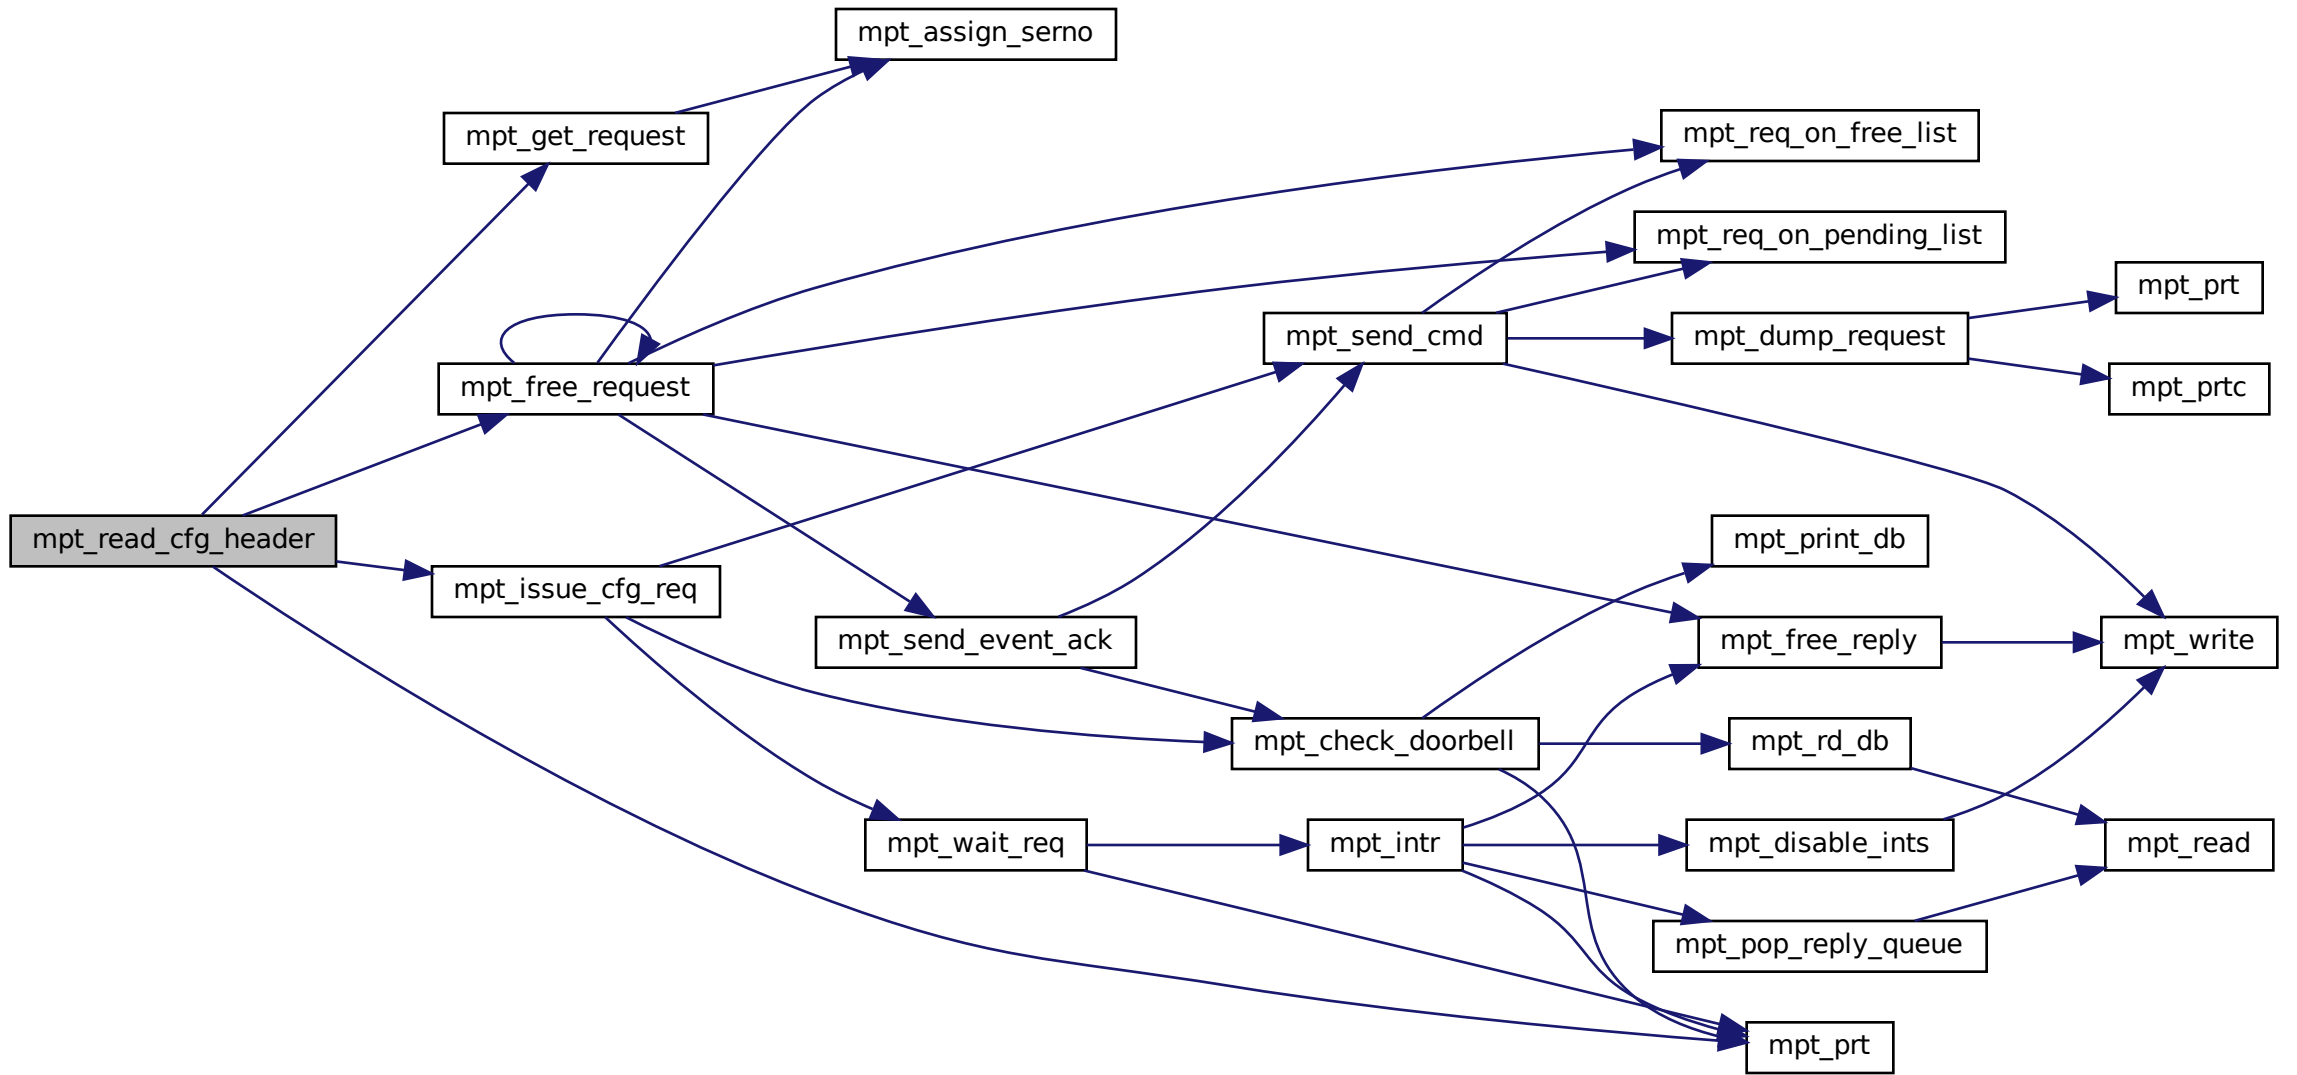 mpt_assign_serno
mpt_get_request
mpt_req_on_free_list
mpt_req_on_pending_list
mpt_prt
mpt_send_cmd
mpt_dump_request
mpt_free_request
mpt_prtc
mpt_read_cfg_header
mpt_print_db
mpt_issue_cfg_req
mpt_send_event_ack
mpt_free_reply
mpt_write
mpt_check_doorbell
mpt_rd_db
mpt_wait_req
mpt_intr
mpt_disable_ints
mpt_read
mpt_pop_reply_queue
mpt_prt